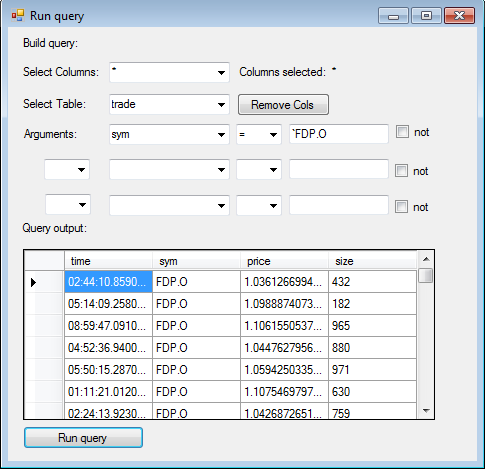 Run query
Build query:
Select Columns: * Columns selected: *
Select Table: trade Remove Cols
Arguments: sym = `FDP.O not
not
not
Query output:
time sym price size
02:44:10.8590... FDP.O 1.0361266994... 432
05:14:09.2580... FDP.O 1.0988874073... 182
08:59:47.0910... FDP.O 1.1061550537... 965
04:52:36.9400... FDP.O 1.0447627956... 880
05:50:15.2870... FDP.O 1.0594250335... 971
01:11:21.0120... FDP.O 1.1075469797... 630
02:24:13.9230... FDP.O 1.0426872651... 759
Run query